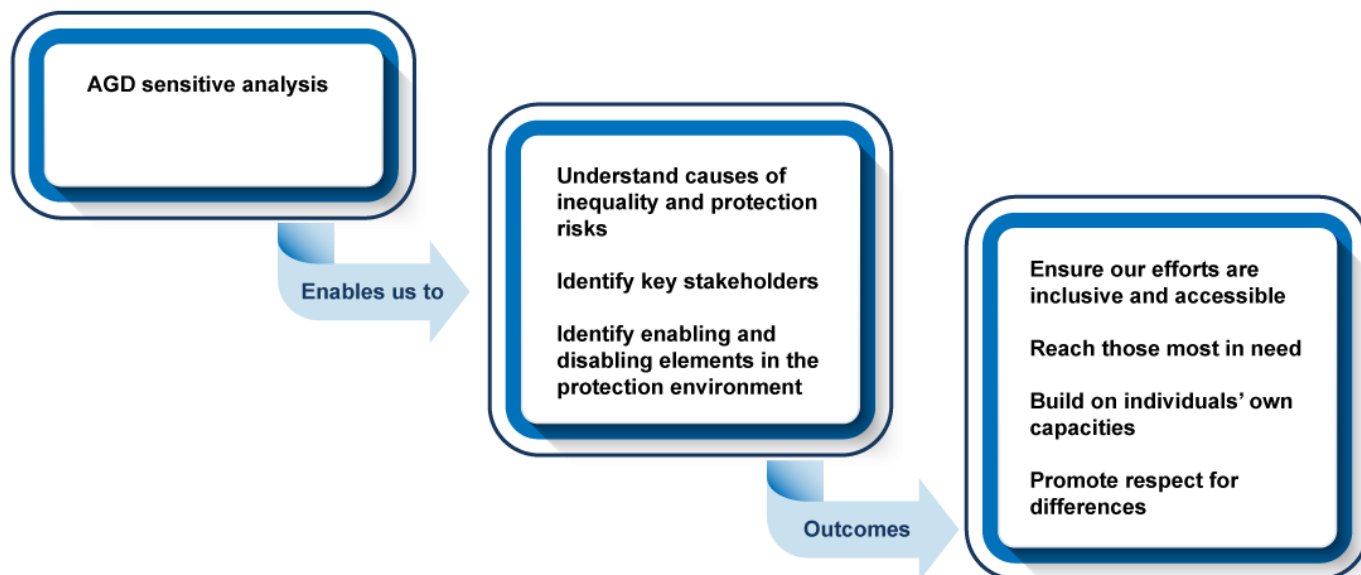 AGD sensitive analysis
Enables us to
Understand causes of
inequality and protection
risks
Identify key stakeholders
Identify enabling and
disabling elements in the
protection environment
Outcomes
Ensure our efforts are
inclusive and accessible
Reach those most in need
Build on individuals’ own
capacities
Promote respect for
differences